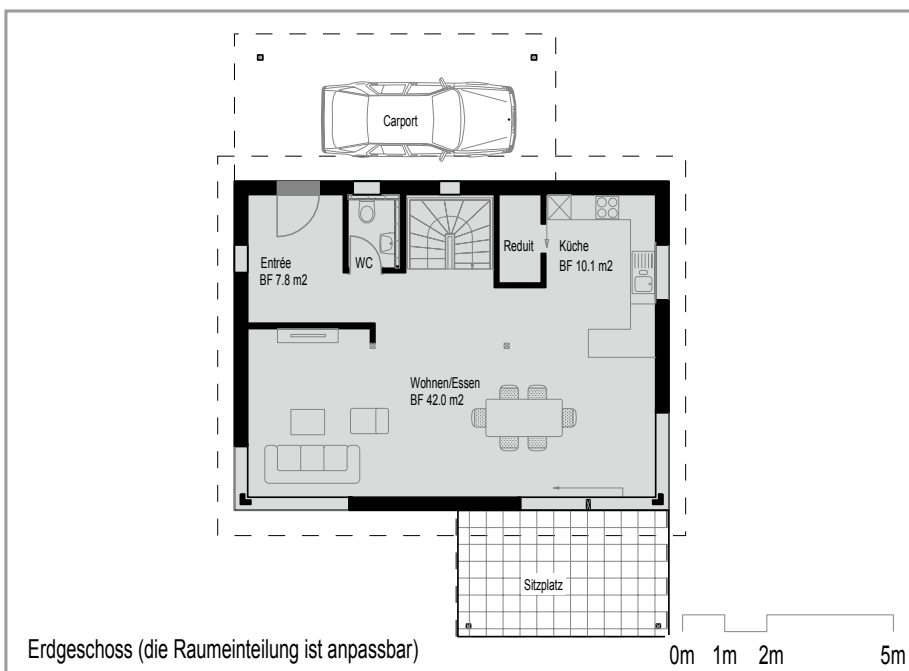 Carport
Entrée
BF 7.8 m2
WC
Reduit
Küche
BF 10.1 m2
Wohnen/Essen
BF 42.0 m2
Sitzplatz
Erdgeschoss (die Raumeinteilung ist anpassbar)
0m 1m 2m 5m